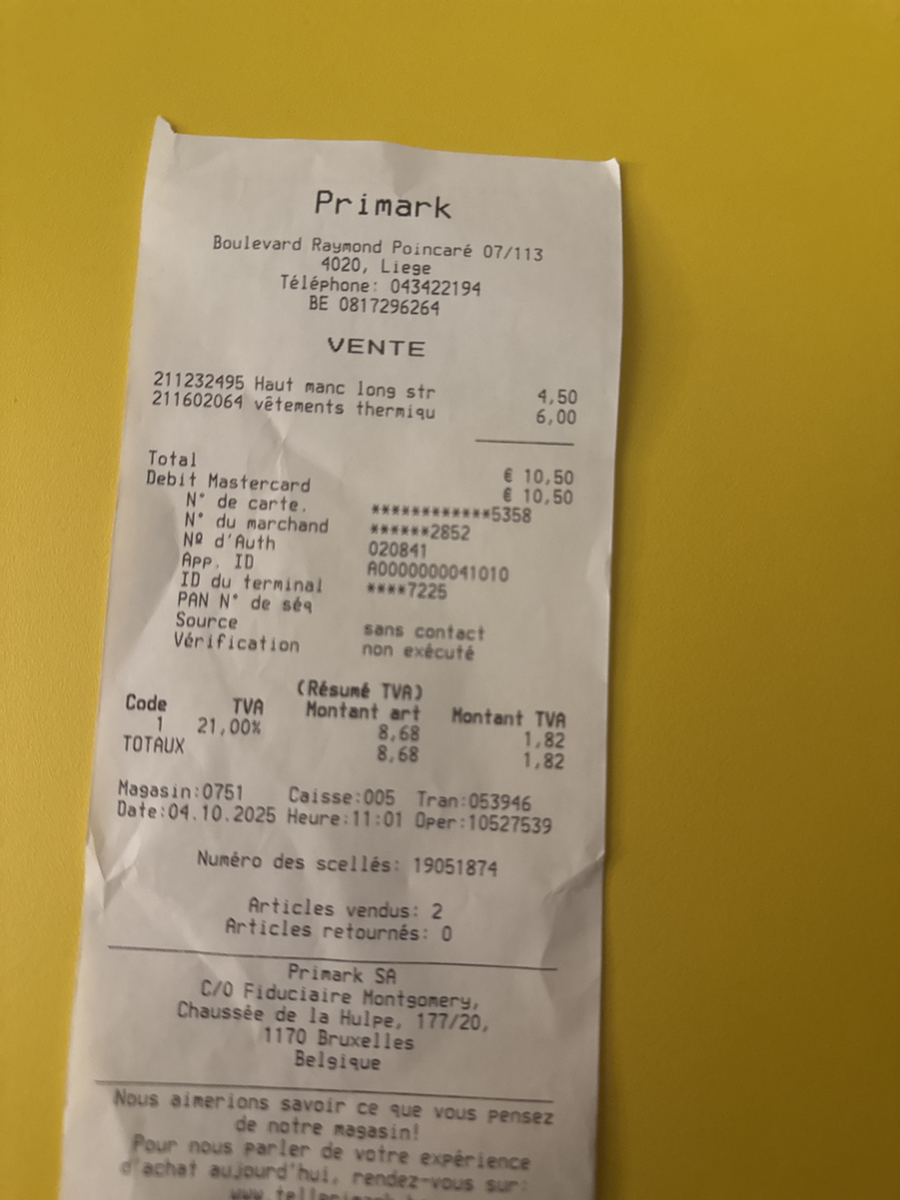 Primark
Boulevard Raymond Poincaré 07/113
4020, Liege
Téléphone: 043422194
BE 0817296264
VENTE
211232495 Haut manc long str 4,50
211602064 vêtements thermiqu 6,00
Total € 10,50
Debit Mastercard € 10,50
N° de carte. ************5358
N° du marchand ******2852
Nº d'Auth 020841
App. ID A0000000041010
ID du terminal ****7225
PAN N° de séq
Source sans contact
Vérification non exécuté
(Résumé TVA)
Code TVA Montant art Montant TVA
1 21,00% 8,68 1,82
TOTAUX 8,68 1,82
Magasin:0751 Caisse:005 Tran:053946
Date:04.10.2025 Heure:11:01 Oper:10527539
Numéro des scellés: 19051874
Articles vendus: 2
Articles retournés: 0
Primark SA
C/O Fiduciaire Montgomery,
Chaussée de la Hulpe, 177/20,
1170 Bruxelles
Belgique
Nous aimerions savoir ce que vous pensez
de notre magasin!
Pour nous parler de votre expérience
d'achat aujourd'hui, rendez-vous sur: